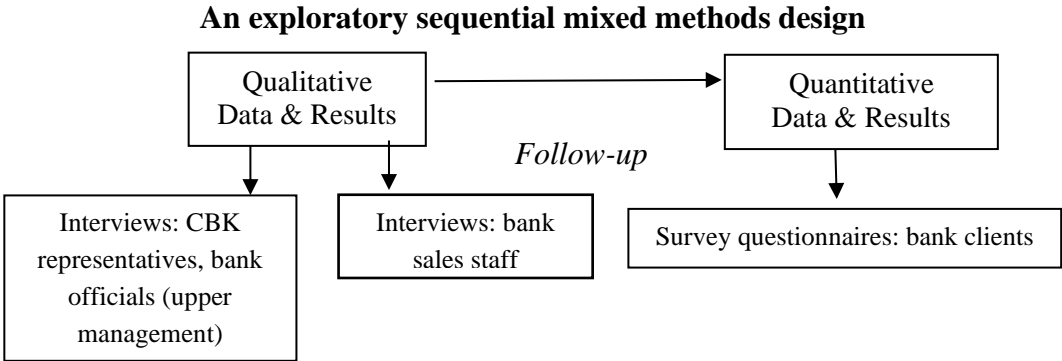 An exploratory sequential mixed methods design
Qualitative
Data & Results
Quantitative
Data & Results
Follow-up
Interviews: CBK
representatives, bank
officials (upper
management)
Interviews: bank
sales staff
Survey questionnaires: bank clients